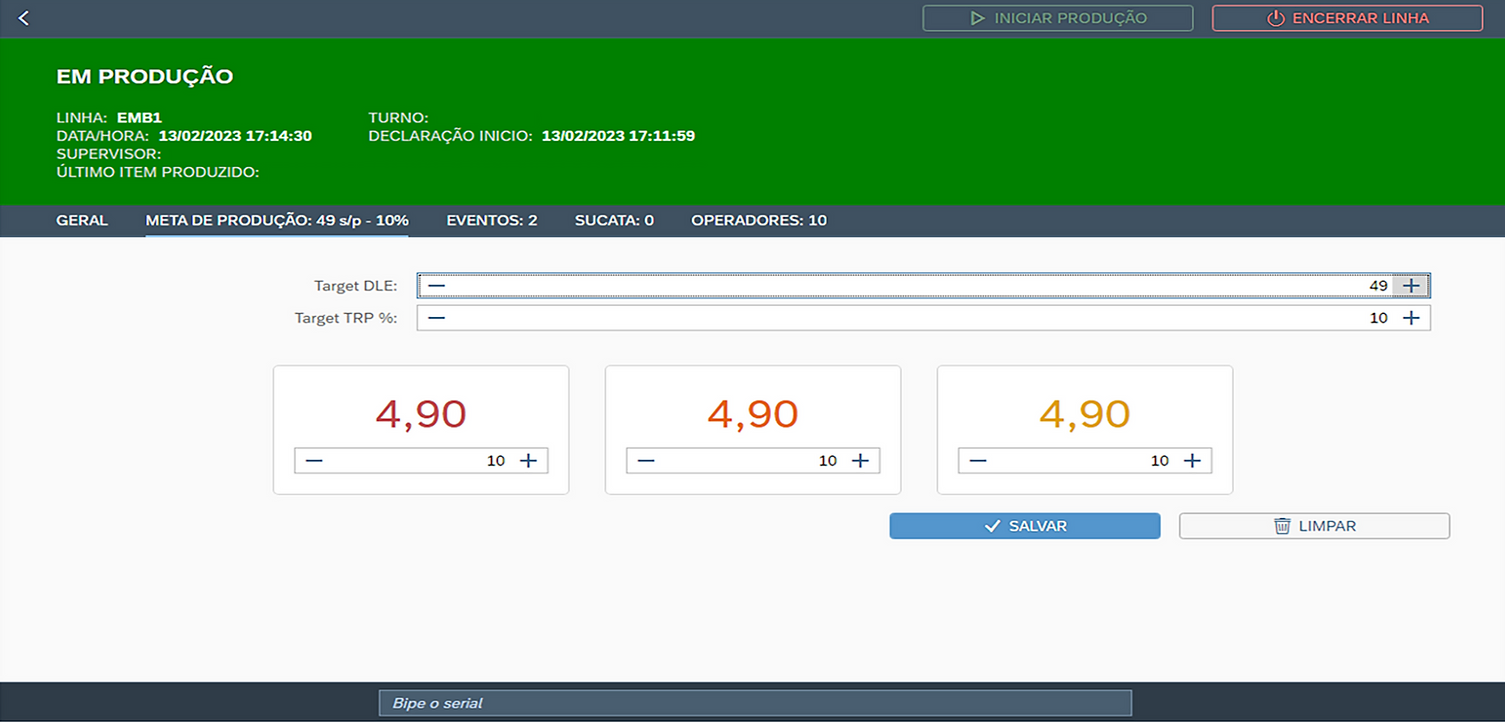 INICIAR PRODUÇÃO ENCERRAR LINHA
EM PRODUÇÃO
LINHA: EMB1 TURNO:
DATA/HORA: 13/02/2023 17:14:30 DECLARAÇÃO INICIO: 13/02/2023 17:11:59
SUPERVISOR:
ÚLTIMO ITEM PRODUZIDO:
GERAL META DE PRODUÇÃO: 49 s/p - 10% EVENTOS: 2 SUCATA: 0 OPERADORES: 10
Target DLE: 49
Target TRP %: 10
4,90 4,90 4,90
10 10 10
SALVAR LIMPAR
Bipe o serial